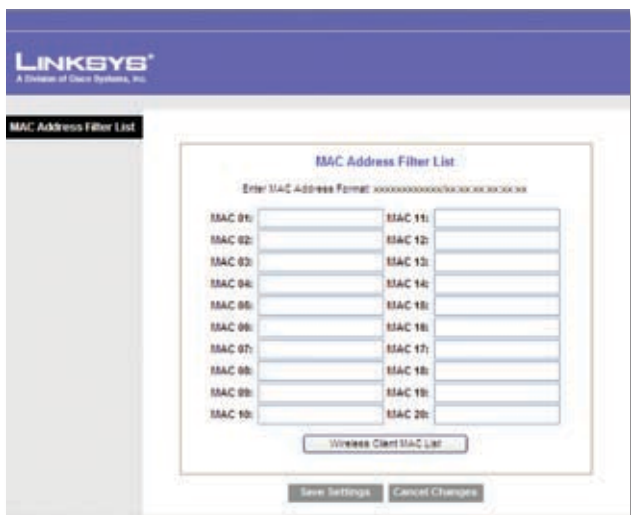 LINKSYS®
A Division of Cisco Systems, Inc.
MAC Address Filter List
MAC Address Filter List
Enter MAC Address Format: xxxxxxxxxxxx/xx:xx:xx:xx:xx:xx
MAC 01: MAC 11:
MAC 02: MAC 12:
MAC 03: MAC 13:
MAC 04: MAC 14:
MAC 05: MAC 15:
MAC 06: MAC 16:
MAC 07: MAC 17:
MAC 08: MAC 18:
MAC 09: MAC 19:
MAC 10: MAC 20:
Wireless Client MAC List
Save Settings Cancel Changes